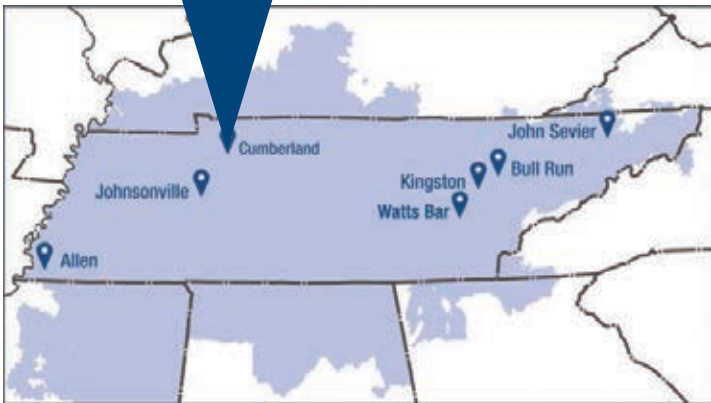 John Sevier
Cumberland
Bull Run
Kingston
Johnsonville
Watts Bar
Allen